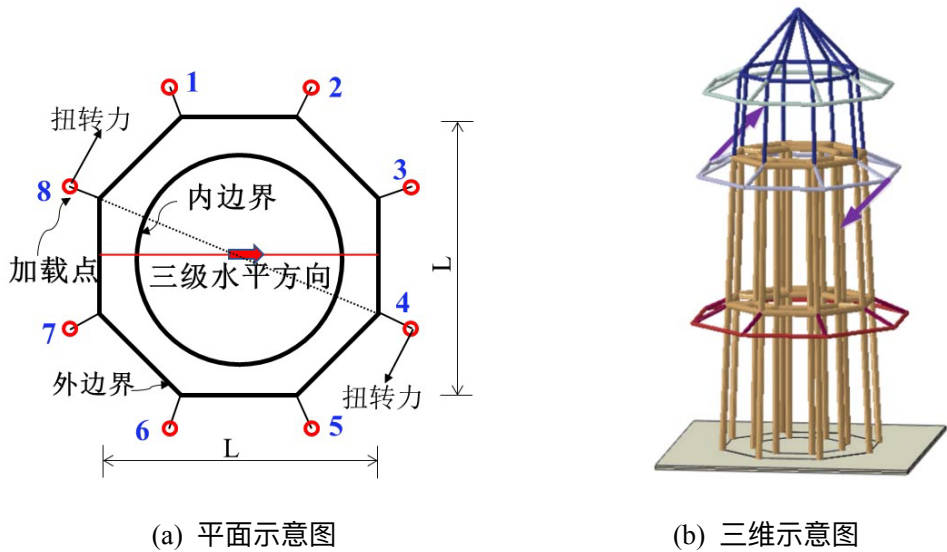 1
2
扭转力
8
3
内边界
加载点
三级水平方向
L
4
7
外边界
扭转力
6
5
L
(a) 平面示意图
(b) 三维示意图